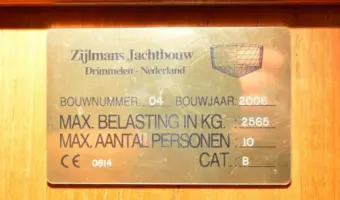 Zijlmans Jachtbouw
Drimmelen - Nederland
BOUWNUMMER 04 BOUWJAAR: 2006
MAX. BELASTING IN KG. : 2565
MAX. AANTAL PERSONEN : 10
CE 0614 CAT. : B